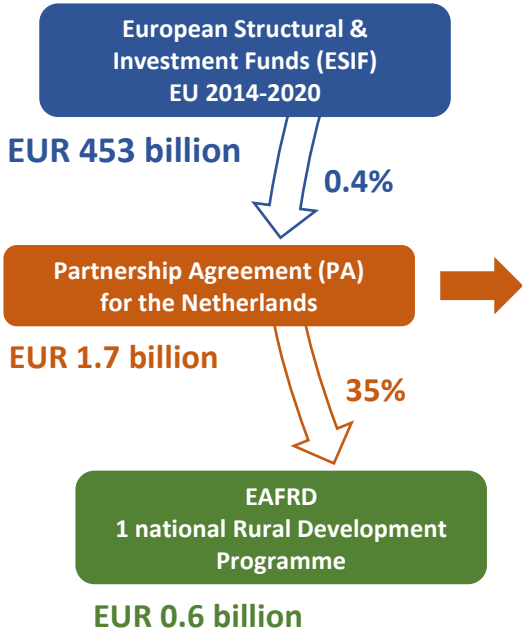 European Structural &
Investment Funds (ESIF)
EU 2014-2020
EUR 453 billion
0.4%
Partnership Agreement (PA)
for the Netherlands
EUR 1.7 billion
35%
EAFRD
1 national Rural Development
Programme
EUR 0.6 billion